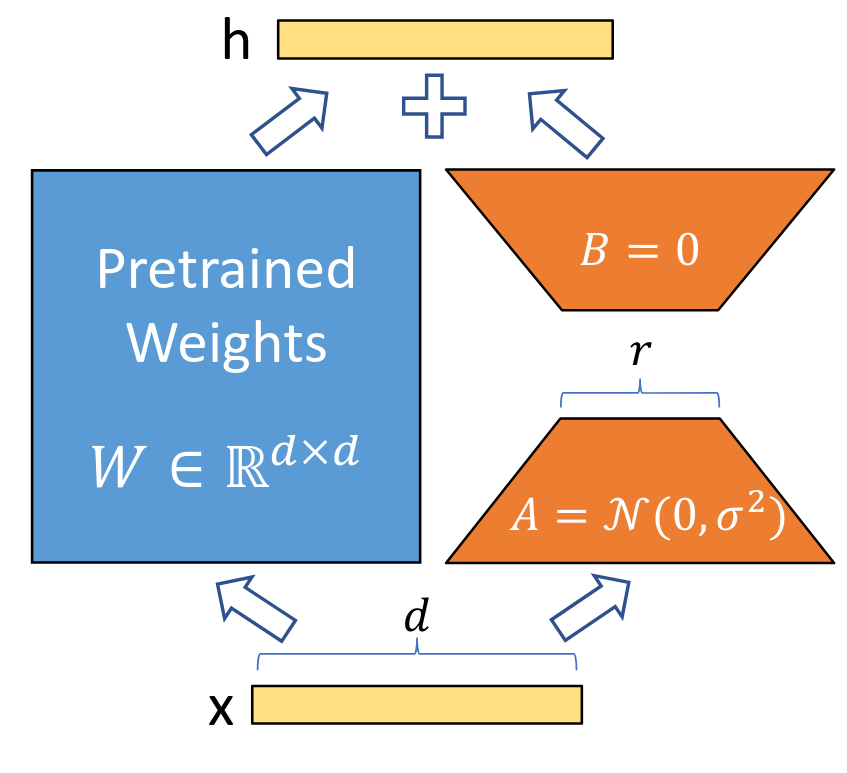 h
Pretrained
Weights
W ∈ ℝ^{d×d}
B = 0
r
A = 𝒩(0, σ²)
d
x